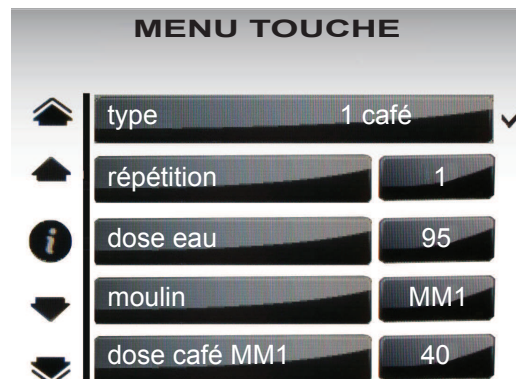 MENU TOUCHE
type 1 café
répétition 1
i
dose eau 95
moulin MM1
dose café MM1 40